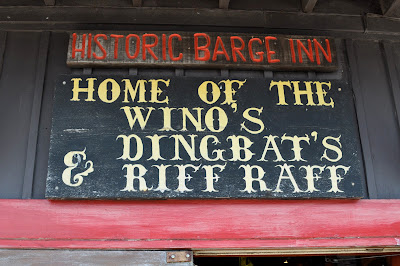 HISTORIC BARGE INN
HOME OF THE
WINO'S
DINGBAT'S
& RIFF RAFF